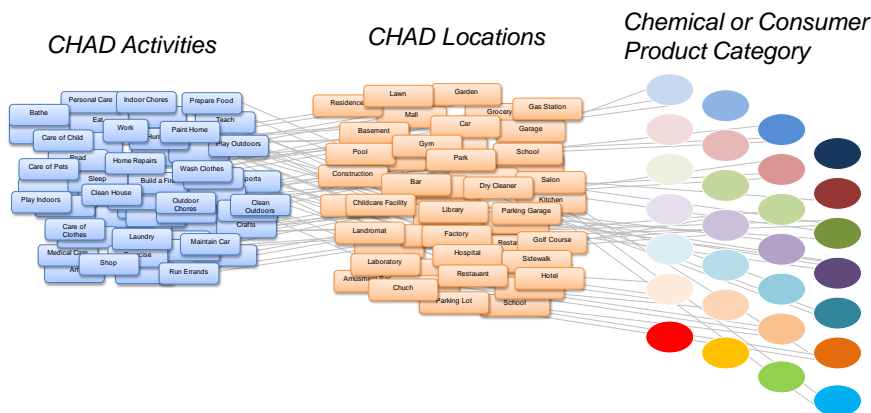 CHAD Activities
CHAD Locations
Chemical or Consumer
Product Category
Personal Care
Indoor Chores
Prepare Food
Bathe
Eat
Work
Teach
Paint Home
Care of Child
Play Outdoors
Home Repairs
Care of Pets
Wash Clothes
Sleep
Build a
Clean House
Play Indoors
Outdoor
Chores
Clean
Outdoors
Crafts
Care of
Clothes
Laundry
Maintain Car
Medical Care
Shop
Run Errands
Lawn
Garden
Residence
Mall
Grocery
Gas Station
Basement
Car
Garage
Gym
Pool
School
Park
Construction
Bar
Dry Cleaner
Salon
Kitchen
Childcare Facility
Library
Parking Garage
Landromat
Factory
Golf Course
Hospital
Sidewalk
Laboratory
Restauant
Hotel
Chuch
Parking Lot
School